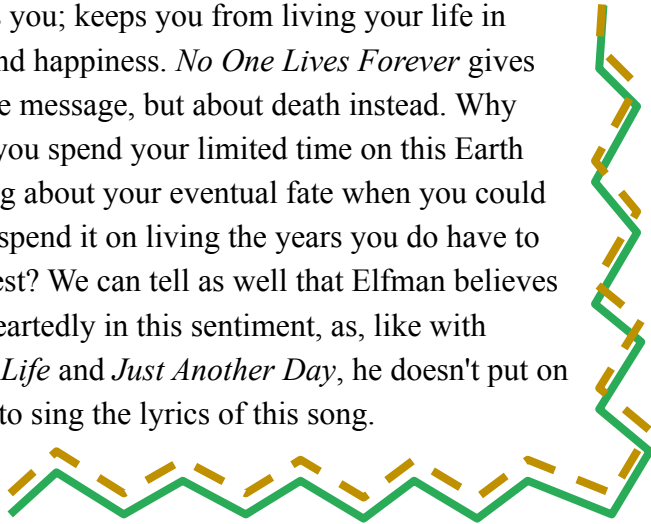 s you; keeps you from living your life in
nd happiness. No One Lives Forever gives
e message, but about death instead. Why
you spend your limited time on this Earth
g about your eventual fate when you could
spend it on living the years you do have to
est? We can tell as well that Elfman believes
eartedly in this sentiment, as, like with
Life and Just Another Day, he doesn't put on
to sing the lyrics of this song.